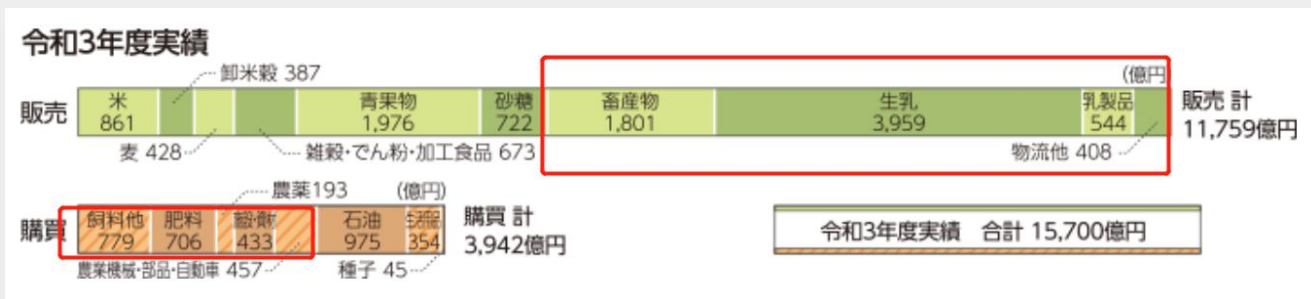 令和3年度実績
卸米穀 387
(億円)
販売
米
861
青果物
1,976
砂糖
722
畜産物
1,801
生乳
3,959
乳製品
544
販売 計
11,759億円
麦 428
雑穀・でん粉・加工食品 673
物流他 408
農薬193
(億円)
購買
飼料他
779
肥料
706
433
石油
975
354
購買 計
3,942億円
農業機械・部品・自動車 457
種子 45
令和3年度実績 合計 15,700億円